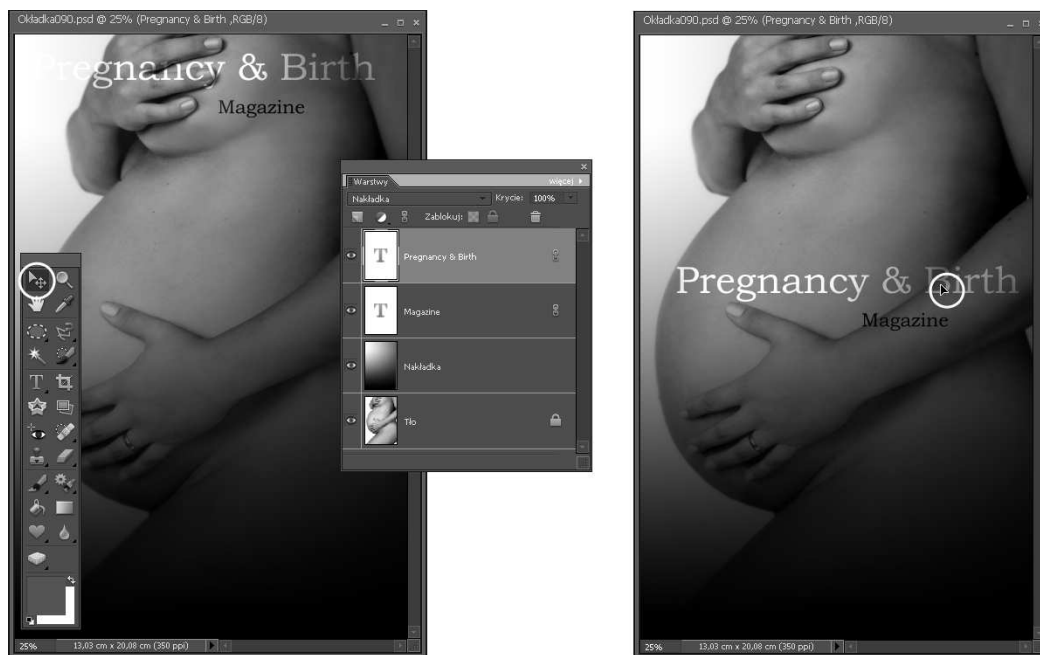 Okładka090.psd @ 25% (Pregnancy & Birth ,RGB/8)
Pregnancy & Birth
Magazine
Warstwy
więcej
Nakładka
Krycie: 100%
Zablokuj:
T Pregnancy & Birth
T Magazine
Nakładka
Tło
T
25% 13,03 cm x 20,08 cm (350 ppi)
Okładka090.psd @ 25% (Pregnancy & Birth ,RGB/8)
Pregnancy & Birth
Magazine
25% 13,03 cm x 20,08 cm (350 ppi)